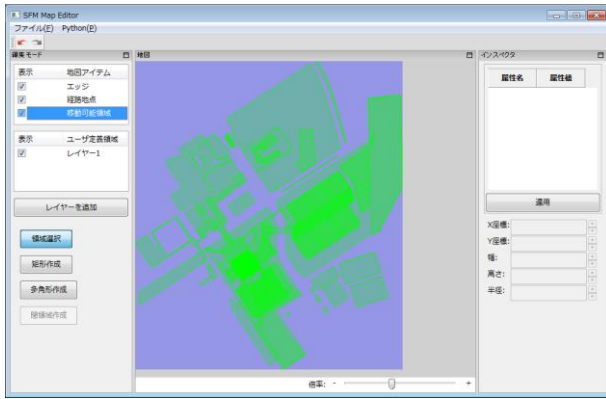 SFM Map Editor
ファイル(F) Python(P)
編集モード
表示 地図アイテム
エッジ
経路地点
移動可能領域
表示 ユーザ定義領域
レイヤー1
レイヤーを追加
領域選択
矩形作成
多角形作成
閉領域作成
地図
倍率: - +
インスペクタ
属性名 属性値
適用
X座標:
Y座標:
幅:
高さ:
半径: